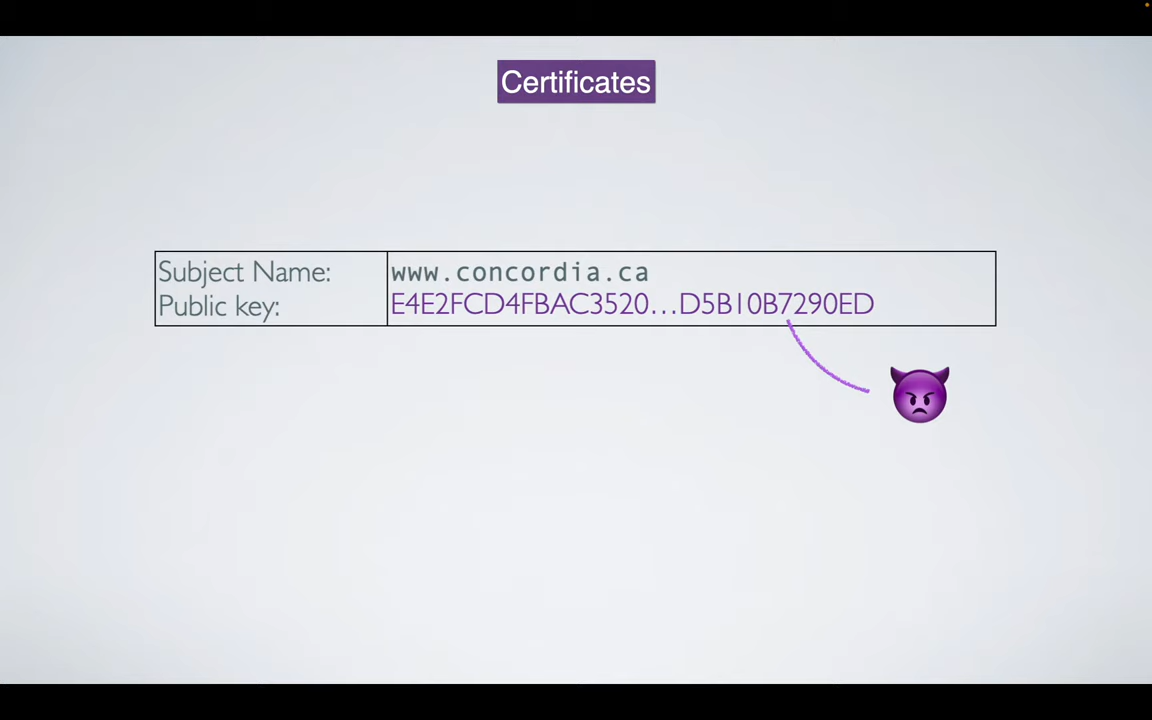 Certificates
Subject Name: www.concordia.ca
Public key: E4E2FCD4FBAC3520...D5B10B7290ED